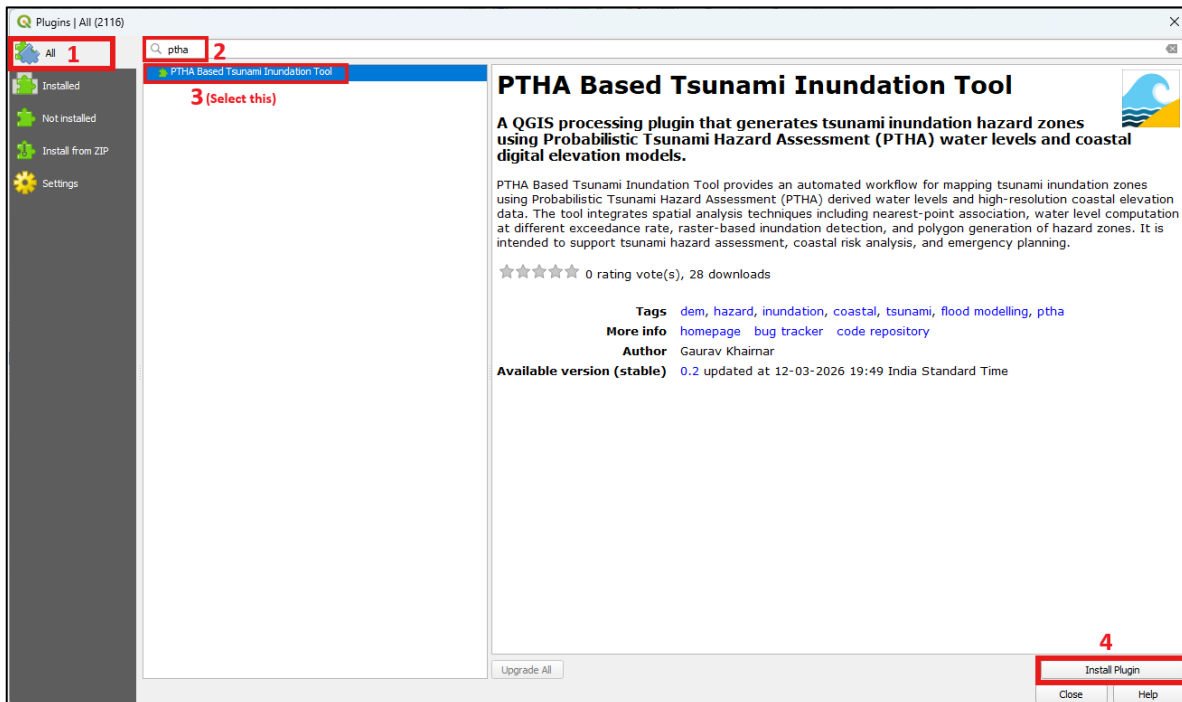 Plugins | All (2116)
All 1
ptha 2
Installed
Not installed
Install from ZIP
Settings
PTHA Based Tsunami Inundation Tool
3 (Select this)
PTHA Based Tsunami Inundation Tool
A QGIS processing plugin that generates tsunami inundation hazard zones
using Probabilistic Tsunami Hazard Assessment (PTHA) water levels and coastal
digital elevation models.
PTHA Based Tsunami Inundation Tool provides an automated workflow for mapping tsunami inundation zones
using Probabilistic Tsunami Hazard Assessment (PTHA) derived water levels and high-resolution coastal elevation
data. The tool integrates spatial analysis techniques including nearest-point association, water level computation
at different exceedance rate, raster-based inundation detection, and polygon generation of hazard zones. It is
intended to support tsunami hazard assessment, coastal risk analysis, and emergency planning.
0 rating vote(s), 28 downloads
Tags dem, hazard, inundation, coastal, tsunami, flood modelling, ptha
More info homepage bug tracker code repository
Author Gaurav Khairnar
Available version (stable) 0.2 updated at 12-03-2026 19:49 India Standard Time
4
Upgrade All
Install Plugin
Close
Help